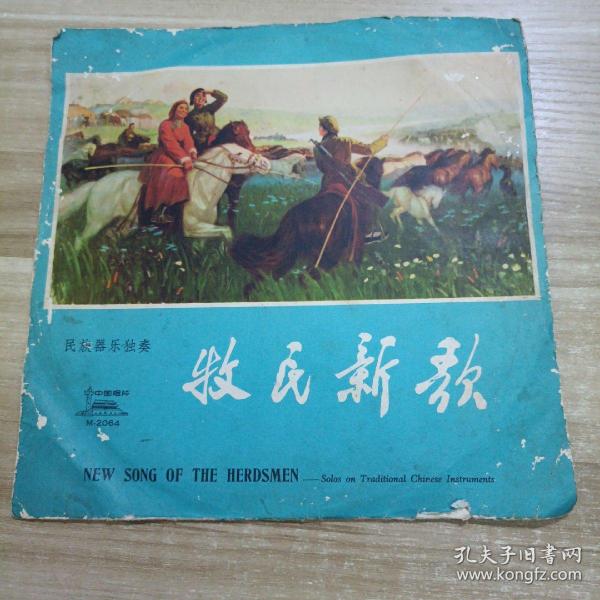 民族器乐独奏
牧民新歌
中国唱片
M-2064
NEW SONG OF THE HERDSMEN — Solos on Traditional Chinese Instruments
孔夫子旧书网
www.kongfz.com